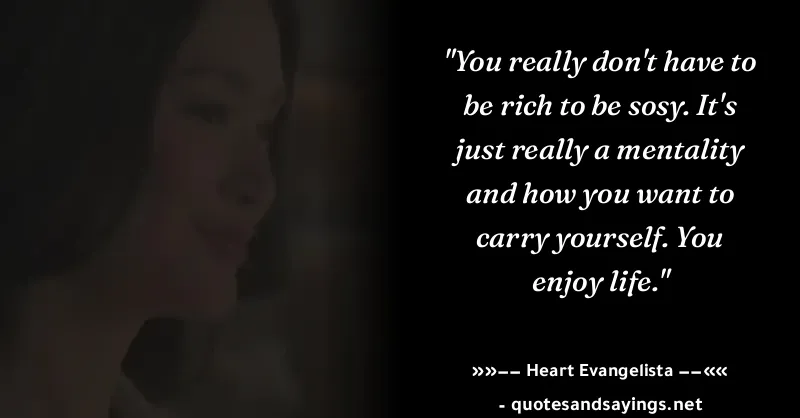 "You really don't have to
be rich to be sosy. It's
just really a mentality
and how you want to
carry yourself. You
enjoy life."
»»—— Heart Evangelista ——««
- quotesandsayings.net